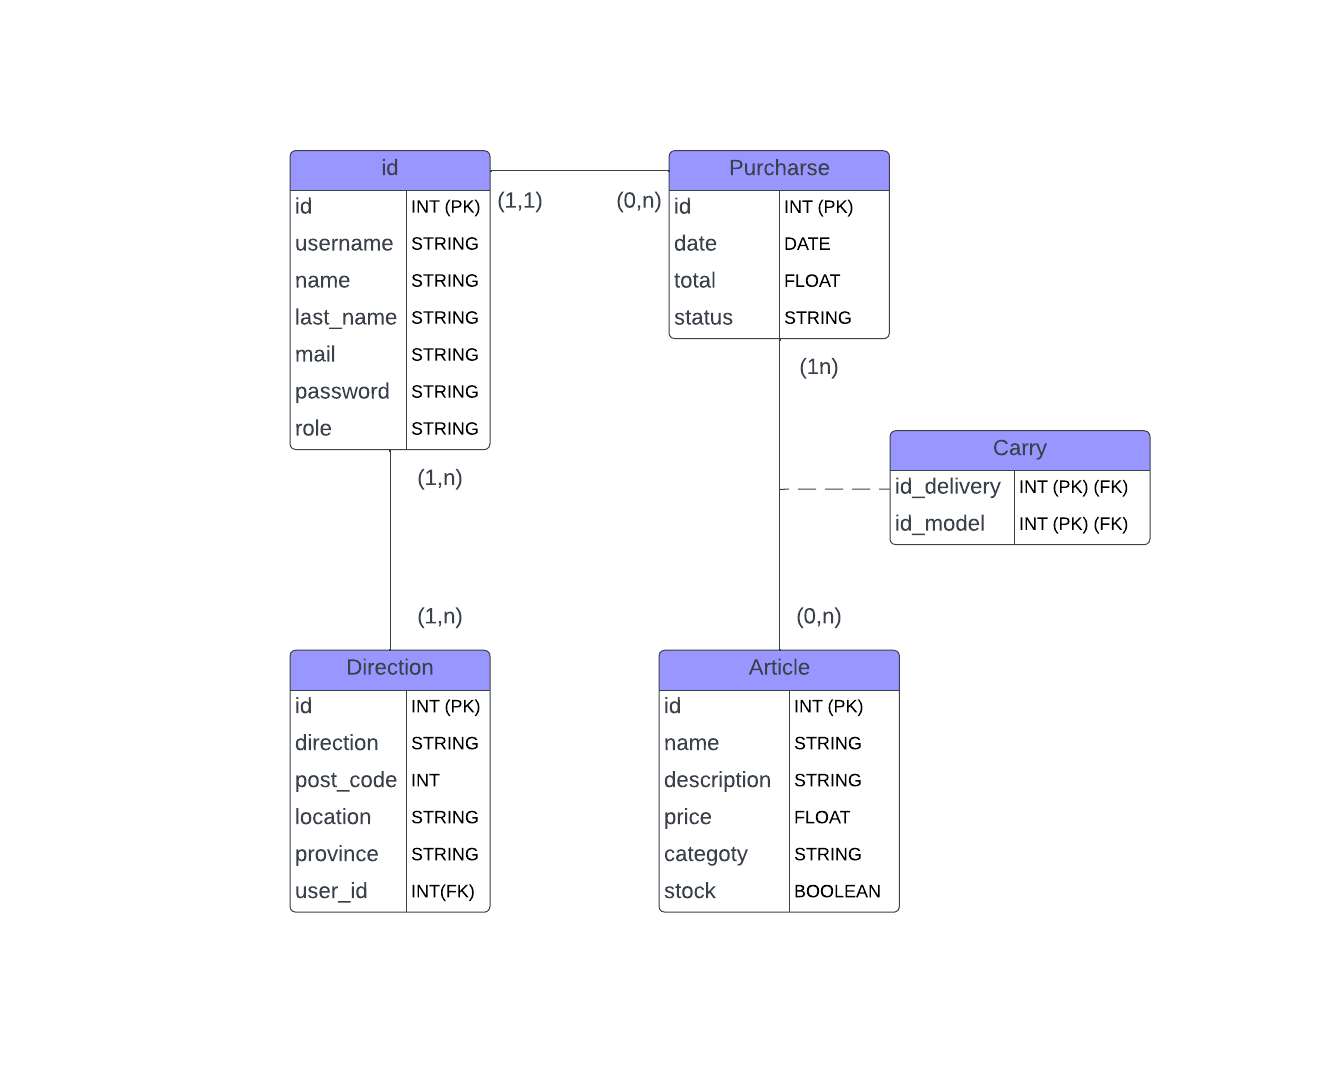 id
id INT (PK)
username STRING
name STRING
last_name STRING
mail STRING
password STRING
role STRING
(1,1)
(0,n)
Purcharse
id INT (PK)
date DATE
total FLOAT
status STRING
(1n)
(1,n)
Carry
id_delivery INT (PK) (FK)
id_model INT (PK) (FK)
(1,n)
(0,n)
Direction
id INT (PK)
direction STRING
post_code INT
location STRING
province STRING
user_id INT(FK)
Article
id INT (PK)
name STRING
description STRING
price FLOAT
categoty STRING
stock BOOLEAN